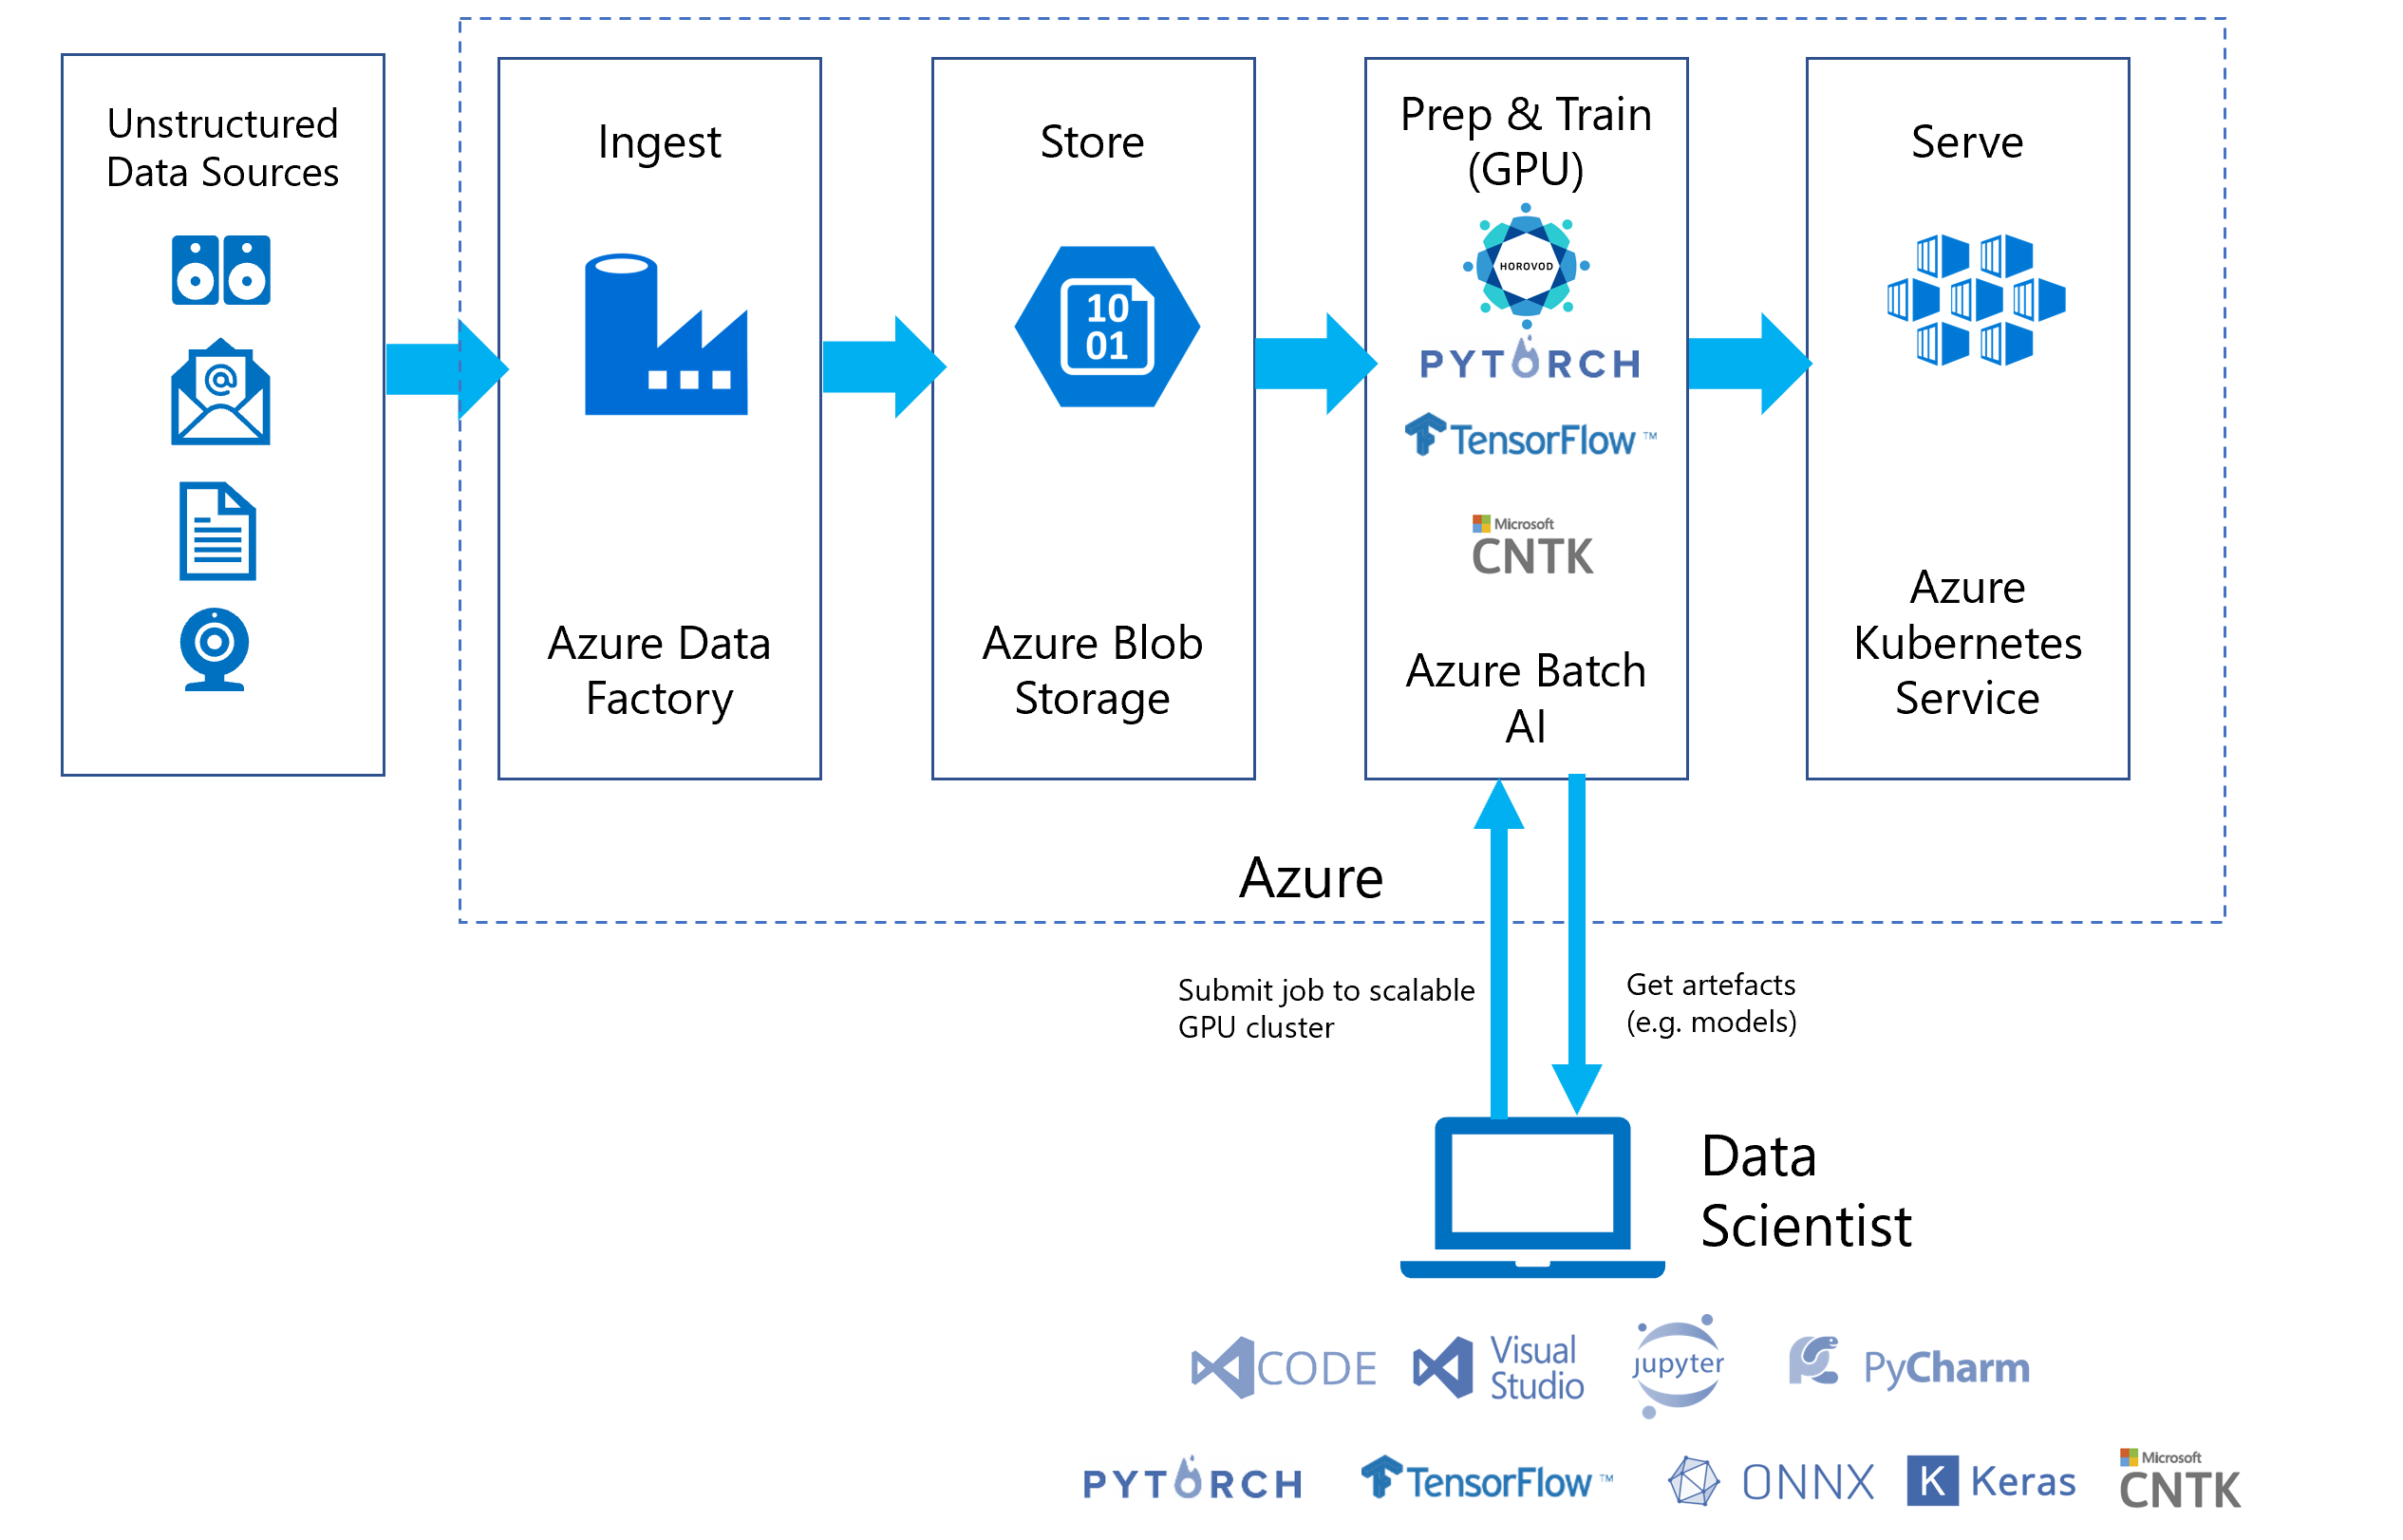 Unstructured
Data Sources
Ingest
Azure Data
Factory
Store
10
01
Azure Blob
Storage
Prep & Train
(GPU)
HOROVOD
PYTORCH
TensorFlow™
Microsoft
CNTK
Azure Batch
AI
Serve
Azure
Kubernetes
Service
Azure
Submit job to scalable
GPU cluster
Get artefacts
(e.g. models)
Data
Scientist
CODE
Visual
Studio
jupyter
PyCharm
PYTORCH
TensorFlow™
ONNX
K Keras
Microsoft
CNTK